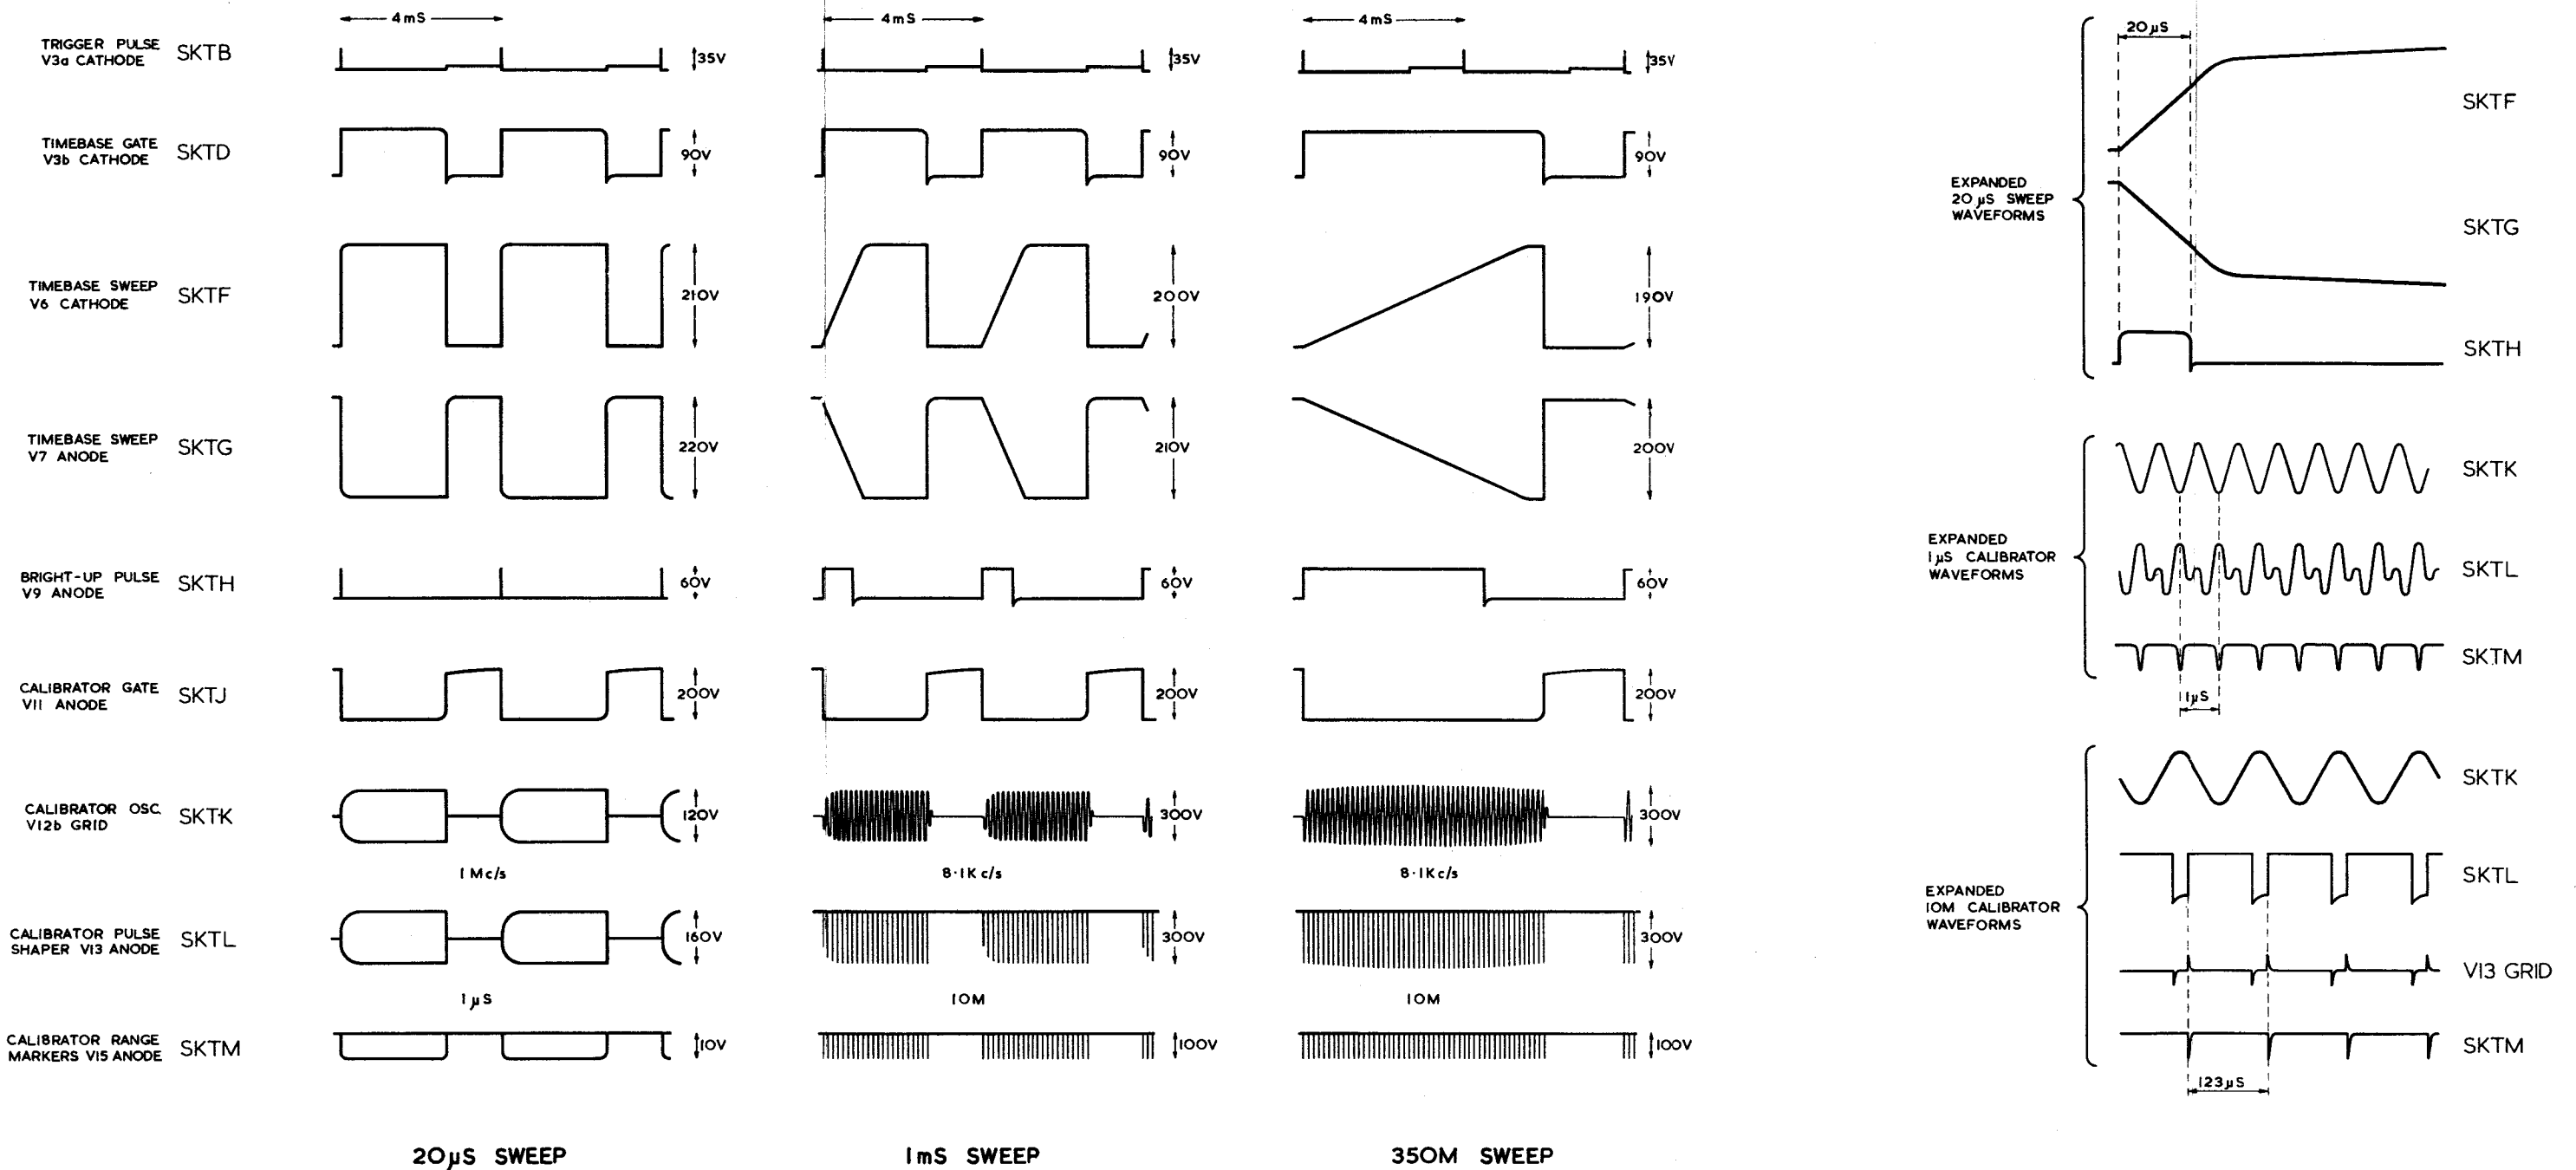 4mS
4mS
4mS
TRIGGER PULSE
V3a CATHODE
SKTB
35V
35V
35V
TIMEBASE GATE
V3b CATHODE
SKTD
90V
90V
90V
TIMEBASE SWEEP
V6 CATHODE
SKTF
210V
200V
190V
TIMEBASE SWEEP
V7 ANODE
SKTG
220V
210V
200V
BRIGHT-UP PULSE
V9 ANODE
SKTH
60V
60V
60V
CALIBRATOR GATE
V11 ANODE
SKTJ
200V
200V
200V
CALIBRATOR OSC.
V12b GRID
SKTK
120V
300V
300V
1Mc/s
8·1Kc/s
8·1Kc/s
CALIBRATOR PULSE
SHAPER V13 ANODE
SKTL
160V
300V
300V
1µS
10M
10M
CALIBRATOR RANGE
MARKERS V15 ANODE
SKTM
10V
100V
100V
20µS SWEEP
1mS SWEEP
350M SWEEP
EXPANDED
20µS SWEEP
WAVEFORMS
20µS
SKTF
SKTG
SKTH
EXPANDED
1µS CALIBRATOR
WAVEFORMS
SKTK
SKTL
SKTM
1µS
EXPANDED
10M CALIBRATOR
WAVEFORMS
SKTK
SKTL
V13 GRID
SKTM
123µS